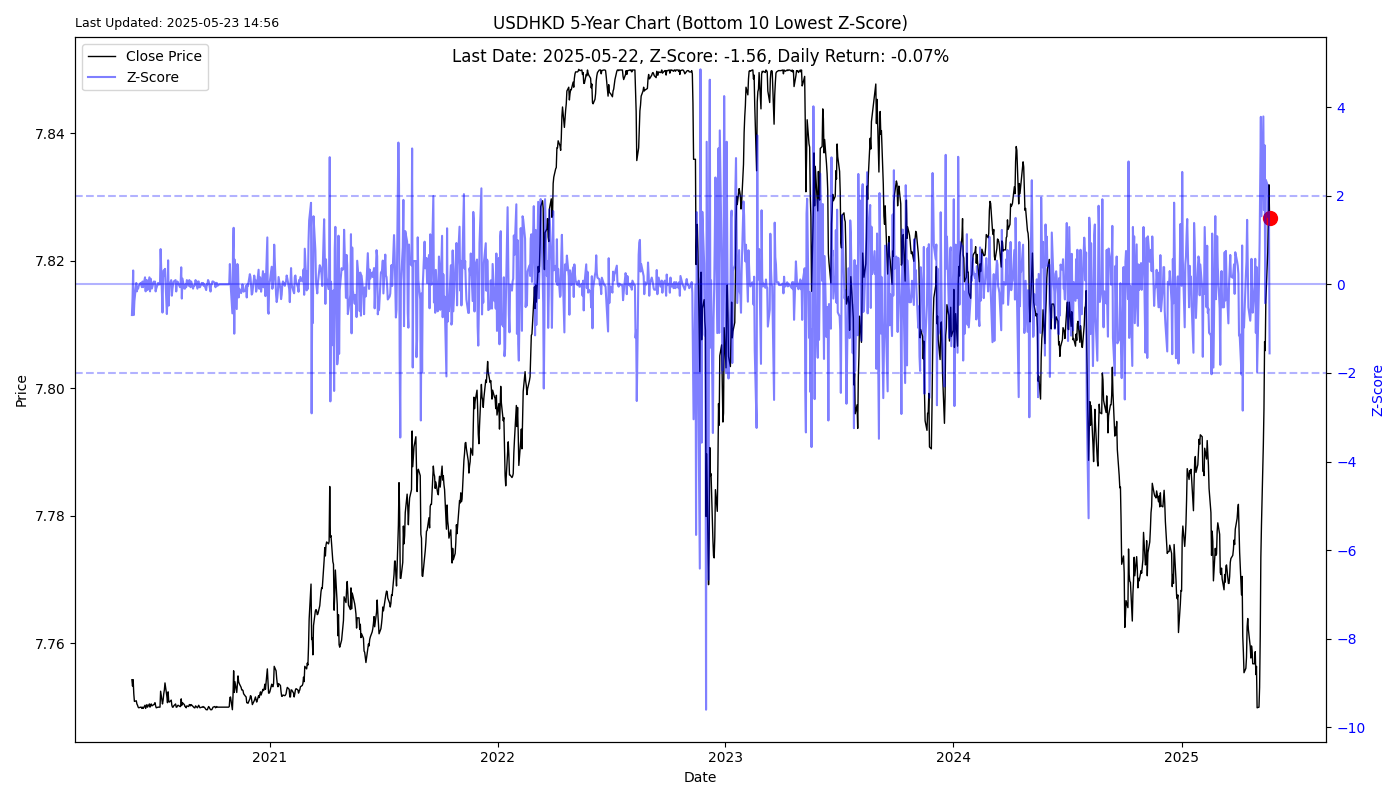 Last Updated: 2025-05-23 14:56
USDHKD 5-Year Chart (Bottom 10 Lowest Z-Score)
Last Date: 2025-05-22, Z-Score: -1.56, Daily Return: -0.07%
Close Price
Z-Score
Price
7.84
7.82
7.80
7.78
7.76
4
2
0
−2
−4
−6
−8
−10
Z-Score
2021
2022
2023
2024
2025
Date